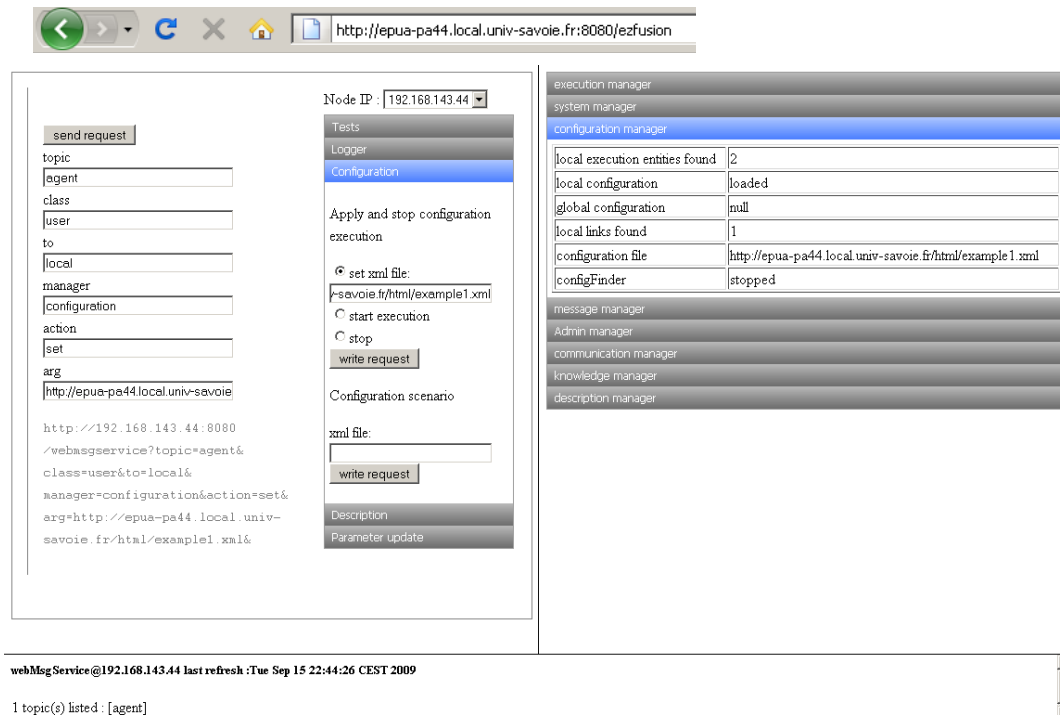 http://epua-pa44.local.univ-savoie.fr:8080/ezfusion
send request
topic
agent
class
user
to
local
manager
configuration
action
set
arg
http://epua-pa44.local.univ-savoie
http://192.168.143.44:8080
/webmsgservice?topic=agent&
class=user&to=local&
manager=configuration&action=set&
arg=http://epua-pa44.local.univ-
savoie.fr/html/example1.xml&
Node IP : 192.168.143.44
Tests
Logger
Configuration
Apply and stop configuration
execution
set xml file:
/-savoie.fr/html/example1.xml
start execution
stop
write request
Configuration scenario
xml file:
write request
Description
Parameter update
execution manager
system manager
configuration manager
local execution entities found 2
local configuration loaded
global configuration null
local links found 1
configuration file http://epua-pa44.local.univ-savoie.fr/html/example1.xml
configFinder stopped
message manager
Admin manager
communication manager
knowledge manager
description manager
webMsgService@192.168.143.44 last refresh :Tue Sep 15 22:44:26 CEST 2009
1 topic(s) listed : [agent]